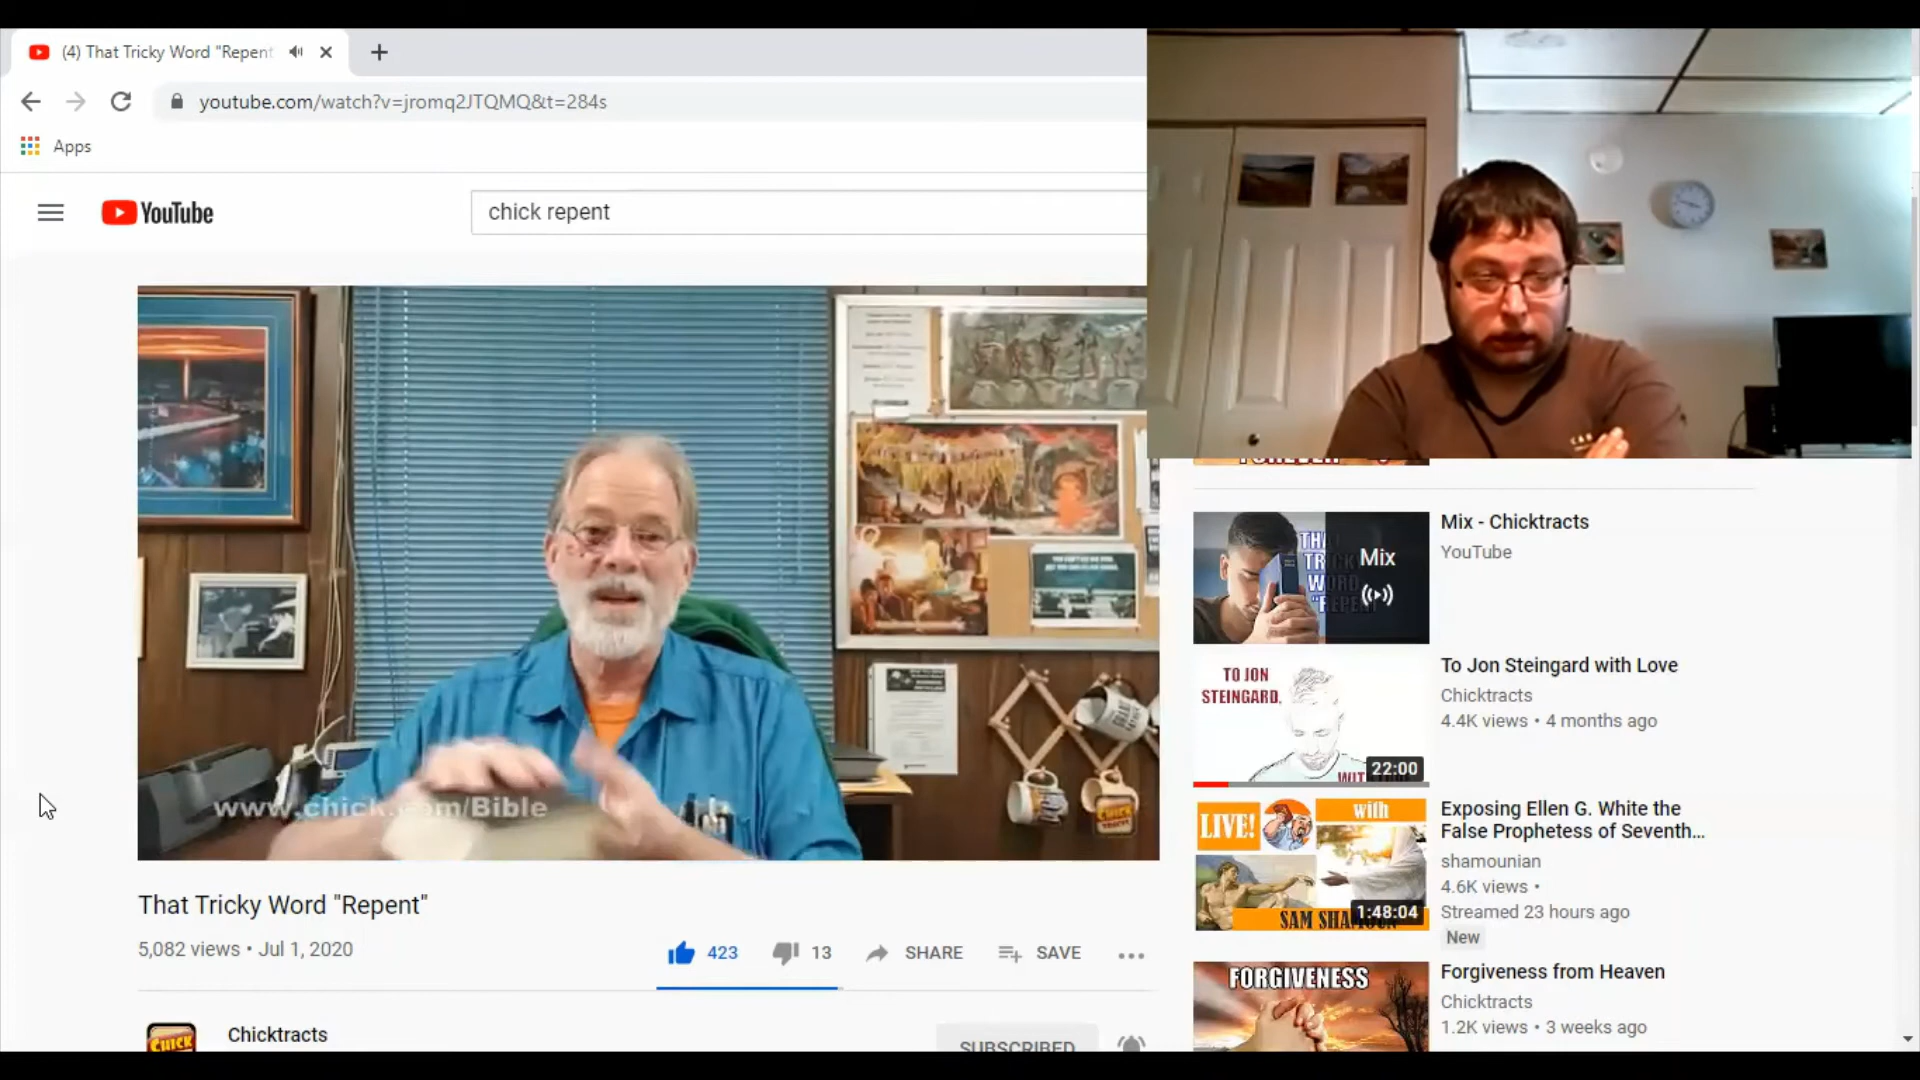 (4) That Tricky Word "Repent
youtube.com/watch?v=jromq2JTQMQ&t=284s
Apps
YouTube
chick repent
www.chick.com/Bible
CHICK
That Tricky Word "Repent"
5,082 views • Jul 1, 2020
423
13
SHARE
SAVE
Chicktracts
SUBSCRIBED
CHICK
Mix
Mix - Chicktracts
YouTube
TO JON
STEINGARD,
22:00
To Jon Steingard with Love
Chicktracts
4.4K views • 4 months ago
LIVE!
with
SAM
1:48:04
Exposing Ellen G. White the
False Prophetess of Seventh...
shamounian
4.6K views •
Streamed 23 hours ago
New
FORGIVENESS
Forgiveness from Heaven
Chicktracts
1.2K views • 3 weeks ago